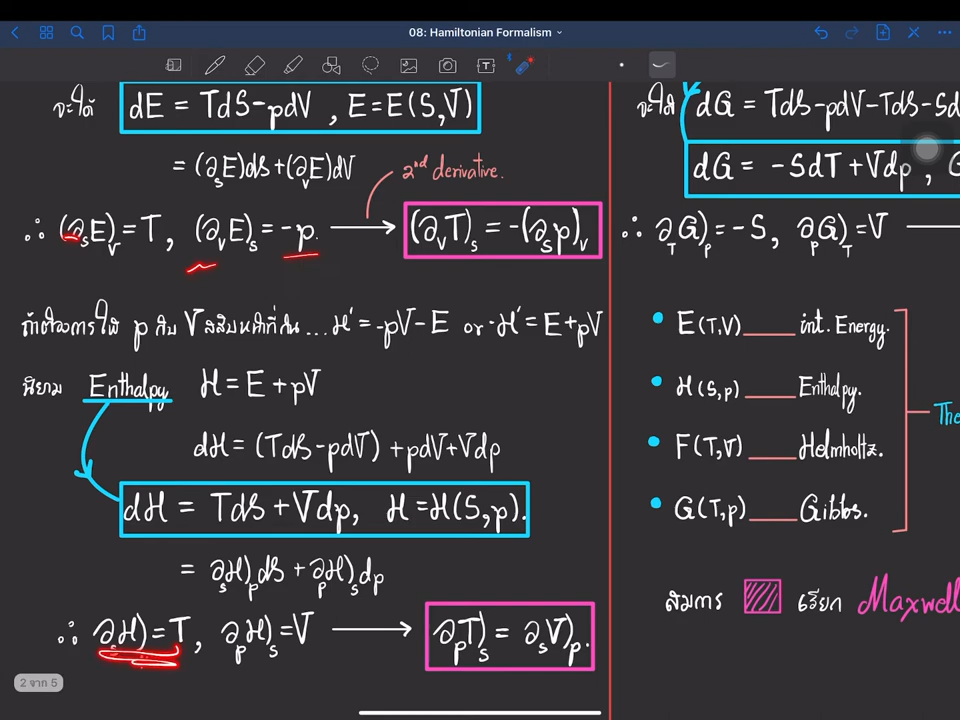 08: Hamiltonian Formalism
จะได้ dE = TdS-pdV , E=E(S,V)
= (∂_S E)dS+(∂_V E)dV
2nd derivative.
∴ (∂_S E)_V = T, (∂_V E)_S = -p. → (∂_V T)_S = -(∂_S p)_V
ถ้าต้องการให้ p กับ V สลับหน้าที่กัน... H' = -pV - E or -H' = E+pV
นิยาม Enthalpy H = E + pV
dH = (TdS-pdV) + pdV+Vdp
dH = TdS + Vdp, H = H(S,p).
= ∂_S H)_p dS + ∂_p H)_S dp
∴ ∂_S H) = T, ∂_p H)_S = V → ∂_p T)_S = ∂_S V)_p.
จะได้ dG = TdS-pdV-TdS-Sd
dG = -SdT+Vdp, G
∴ ∂_T G)_p = -S, ∂_p G)_T = V
• E(T,V) ___ int. Energy.
• H(S,p) ___ Enthalpy.
• F(T,V) ___ Helmholtz.
• G(T,p) ___ Gibbs.
The
สมการ เรียก Maxwell
2 จาก 5